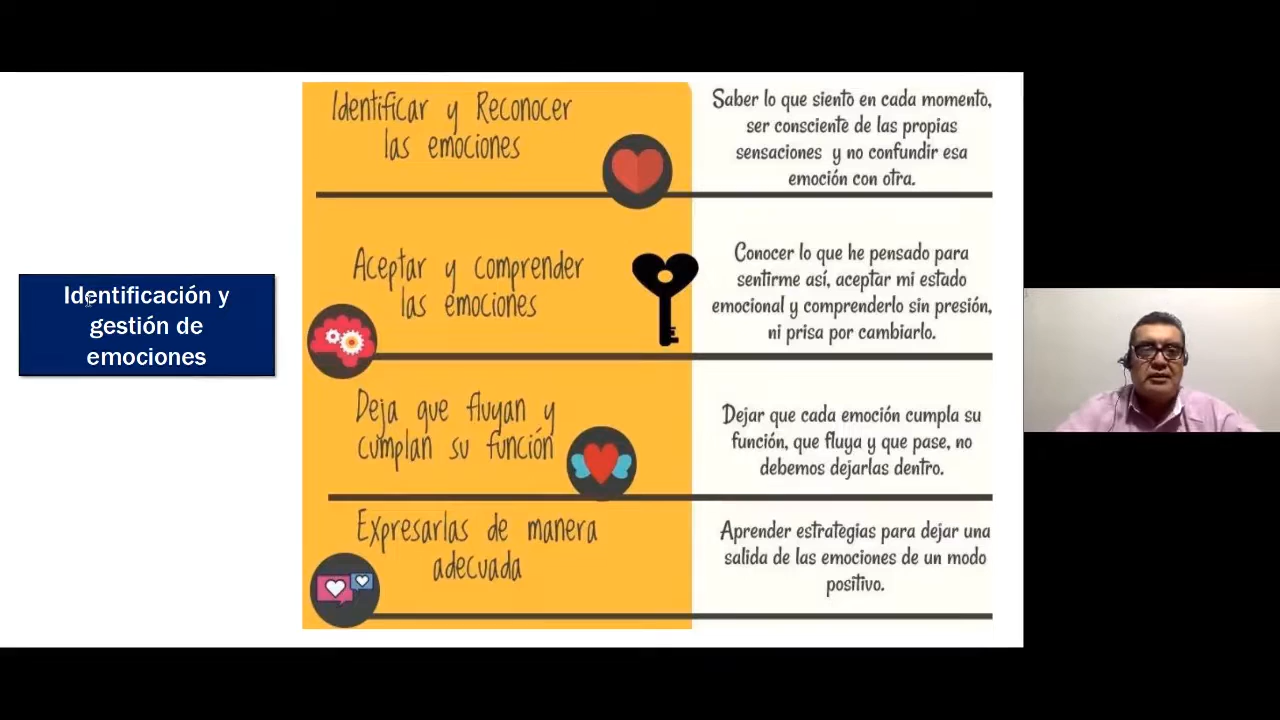 Identificación y
gestión de
emociones
Identificar y Reconocer
las emociones
Saber lo que siento en cada momento,
ser consciente de las propias
sensaciones y no confundir esa
emoción con otra.
Aceptar y comprender
las emociones
Conocer lo que he pensado para
sentirme así, aceptar mi estado
emocional y comprenderlo sin presión,
ni prisa por cambiarlo.
Deja que fluyan y
cumplan su función
Dejar que cada emoción cumpla su
función, que fluya y que pase, no
debemos dejarlas dentro.
Expresarlas de manera
adecuada
Aprender estrategias para dejar una
salida de las emociones de un modo
positivo.